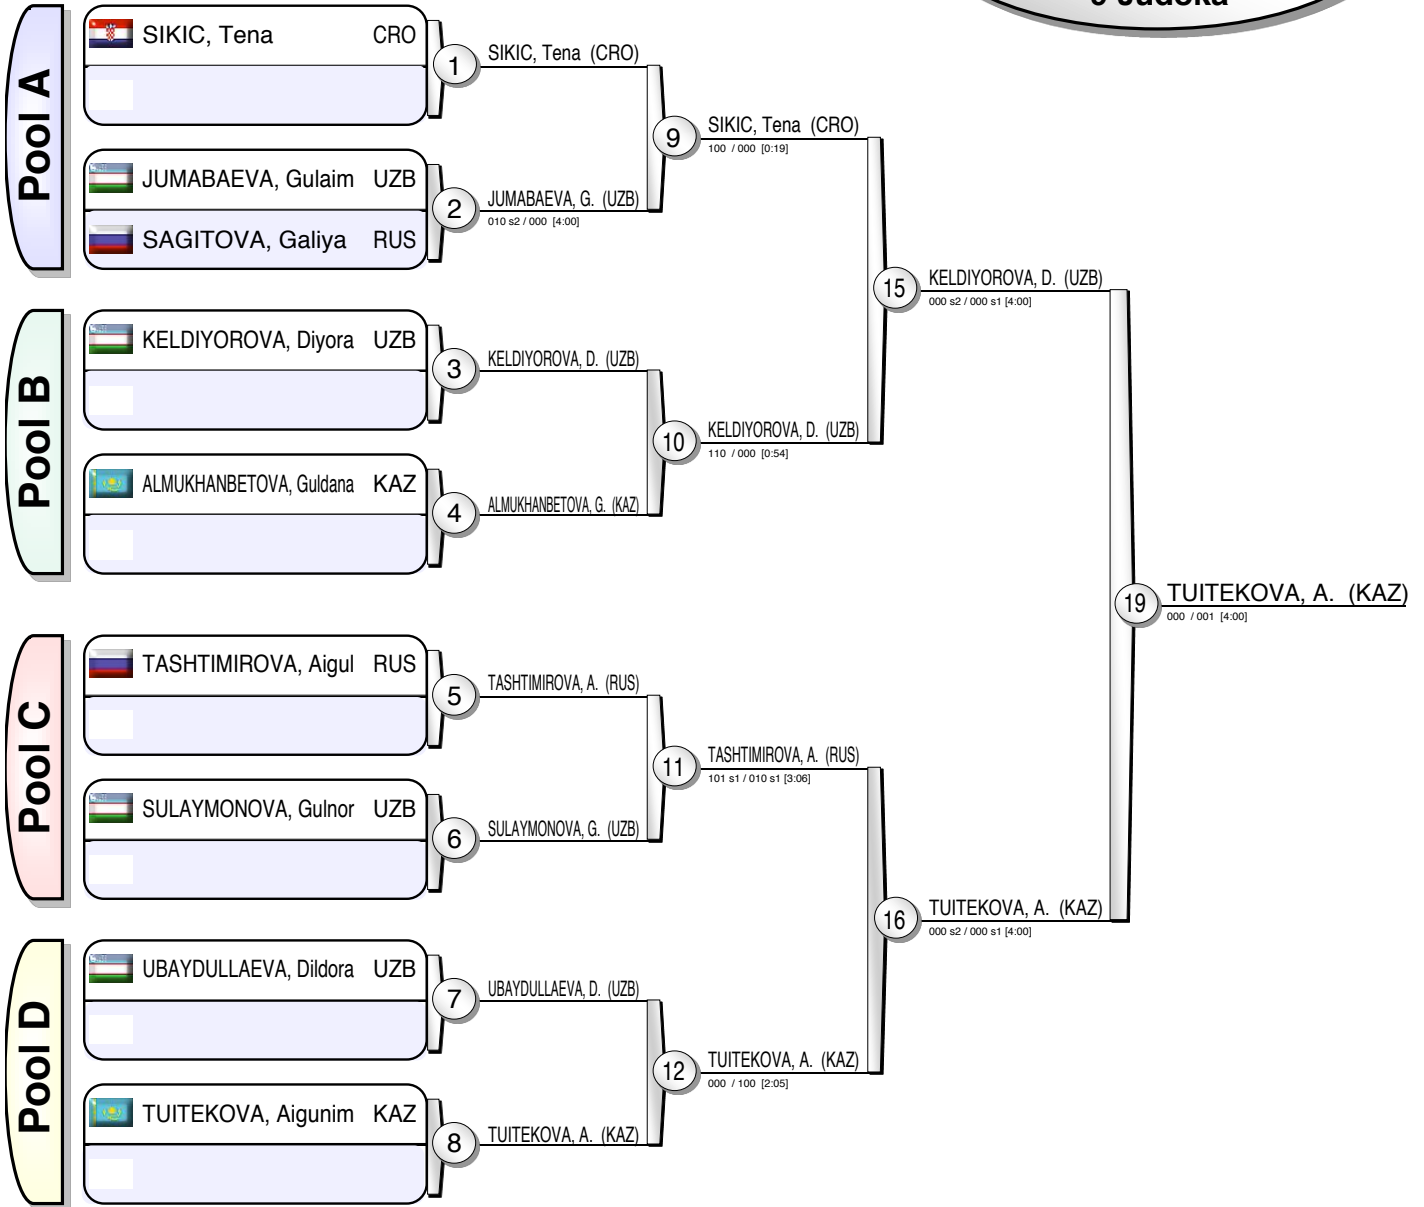 9 Judoka
Pool A
SIKIC, Tena CRO
1
SIKIC, Tena (CRO)
JUMABAEVA, Gulaim UZB
SAGITOVA, Galiya RUS
2
JUMABAEVA, G. (UZB)
010 s2 / 000 [4:00]
9
SIKIC, Tena (CRO)
100 / 000 [0:19]
Pool B
KELDIYOROVA, Diyora UZB
3
KELDIYOROVA, D. (UZB)
ALMUKHANBETOVA, Guldana KAZ
4
ALMUKHANBETOVA, G. (KAZ)
10
KELDIYOROVA, D. (UZB)
110 / 000 [0:54]
15
KELDIYOROVA, D. (UZB)
000 s2 / 000 s1 [4:00]
Pool C
TASHTIMIROVA, Aigul RUS
5
TASHTIMIROVA, A. (RUS)
SULAYMONOVA, Gulnor UZB
6
SULAYMONOVA, G. (UZB)
11
TASHTIMIROVA, A. (RUS)
101 s1 / 010 s1 [3:06]
Pool D
UBAYDULLAEVA, Dildora UZB
7
UBAYDULLAEVA, D. (UZB)
TUITEKOVA, Aigunim KAZ
8
TUITEKOVA, A. (KAZ)
12
TUITEKOVA, A. (KAZ)
000 / 100 [2:05]
16
TUITEKOVA, A. (KAZ)
000 s2 / 000 s1 [4:00]
19
TUITEKOVA, A. (KAZ)
000 / 001 [4:00]